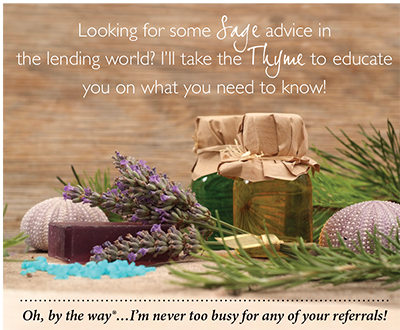 Looking for some Sage advice in
the lending world? I'll take the Thyme to educate
you on what you need to know!
Oh, by the way®...I'm never too busy for any of your referrals!